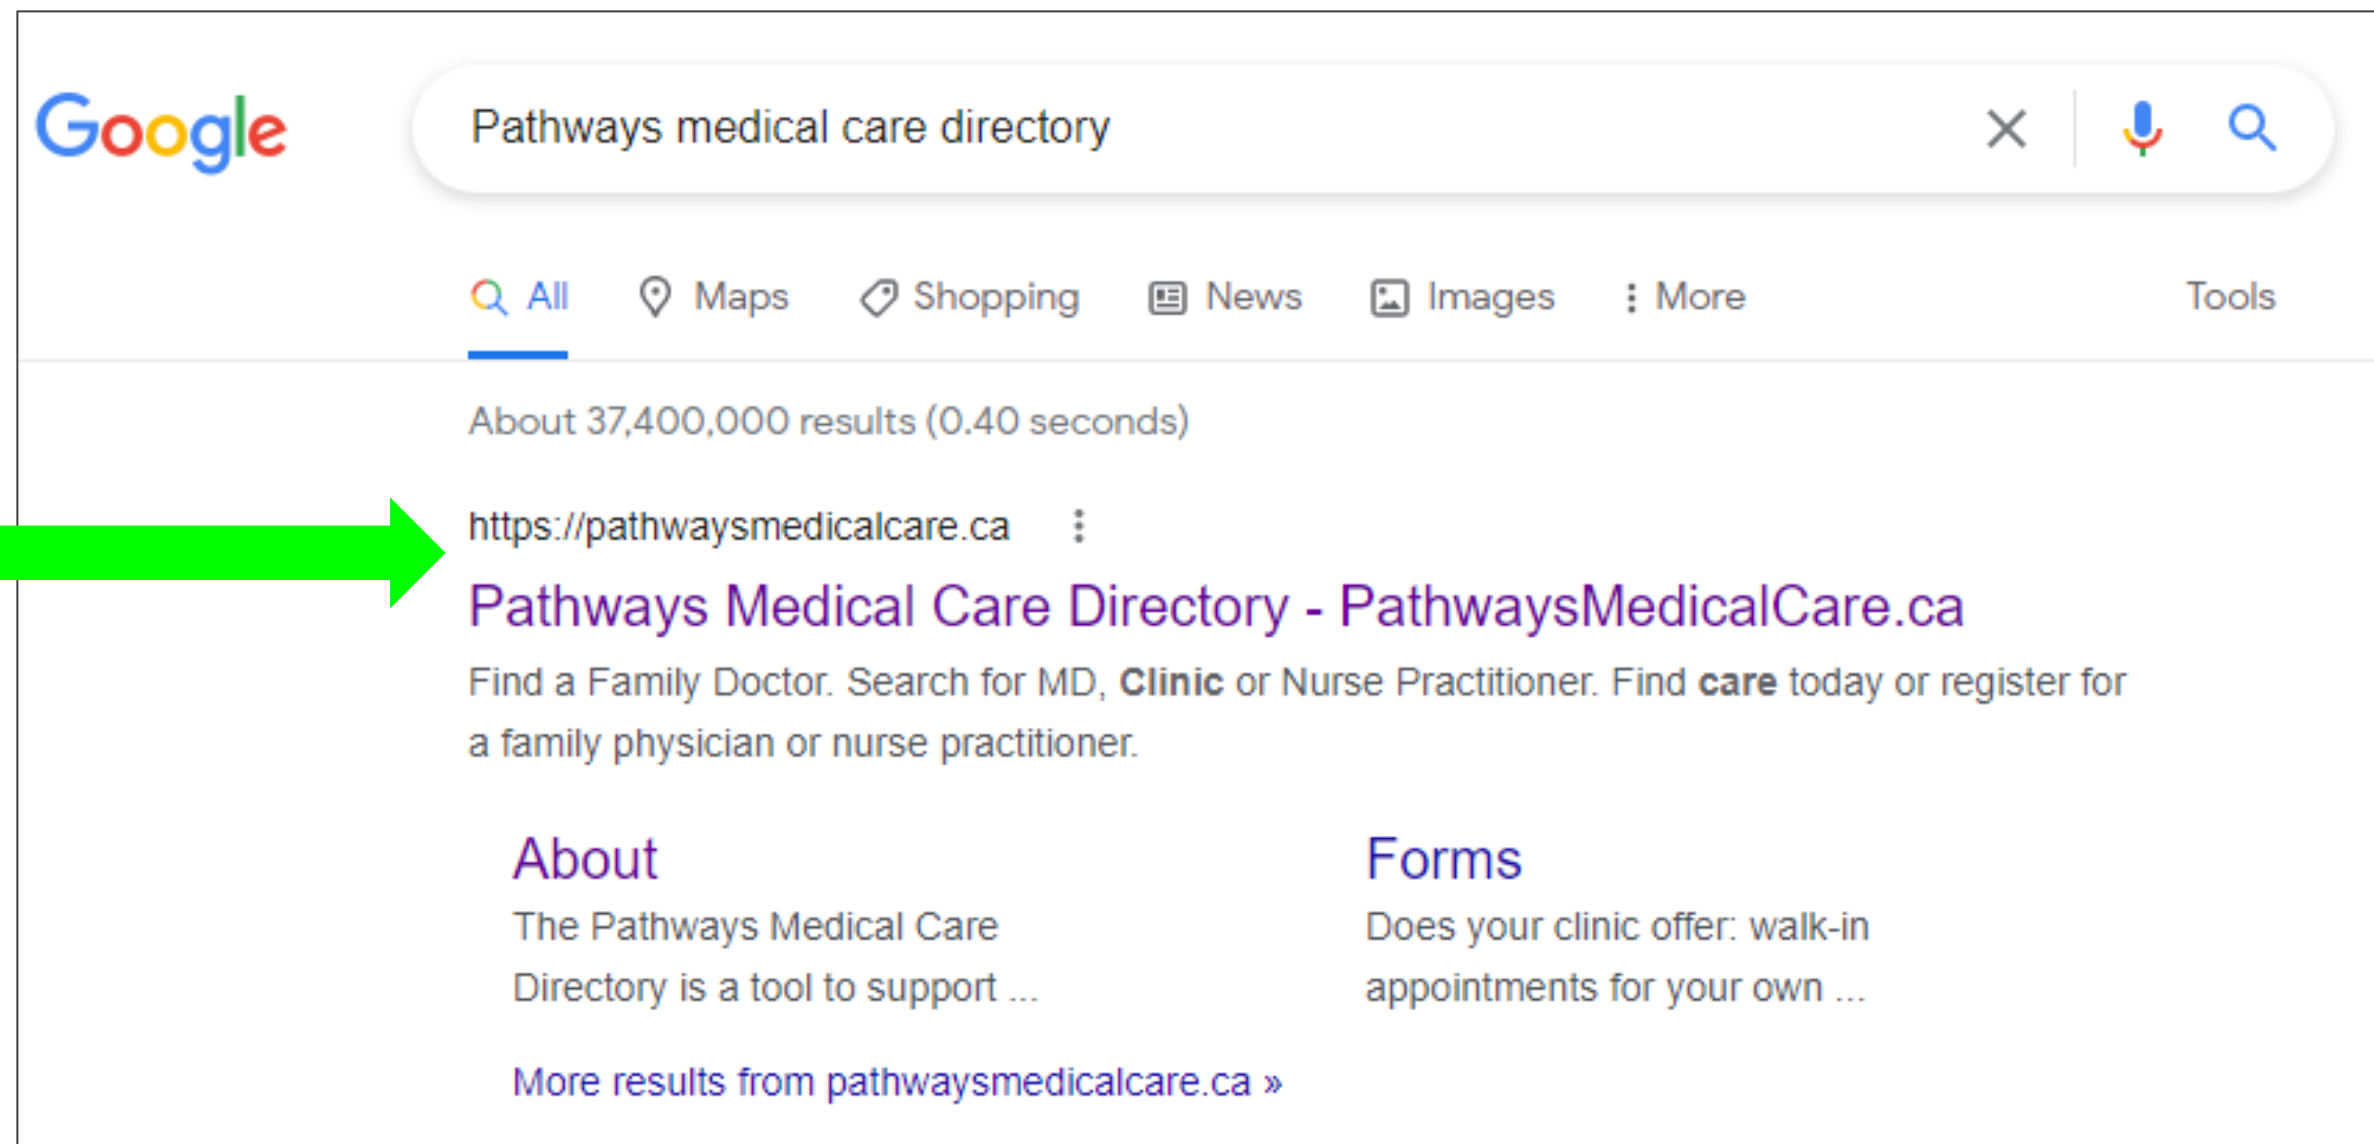 Google Pathways medical care directory
All Maps Shopping News Images More Tools
About 37,400,000 results (0.40 seconds)
https://pathwaysmedicalcare.ca
Pathways Medical Care Directory - PathwaysMedicalCare.ca
Find a Family Doctor. Search for MD, Clinic or Nurse Practitioner. Find care today or register for
a family physician or nurse practitioner.
About
The Pathways Medical Care
Directory is a tool to support ...
Forms
Does your clinic offer: walk-in
appointments for your own ...
More results from pathwaysmedicalcare.ca »